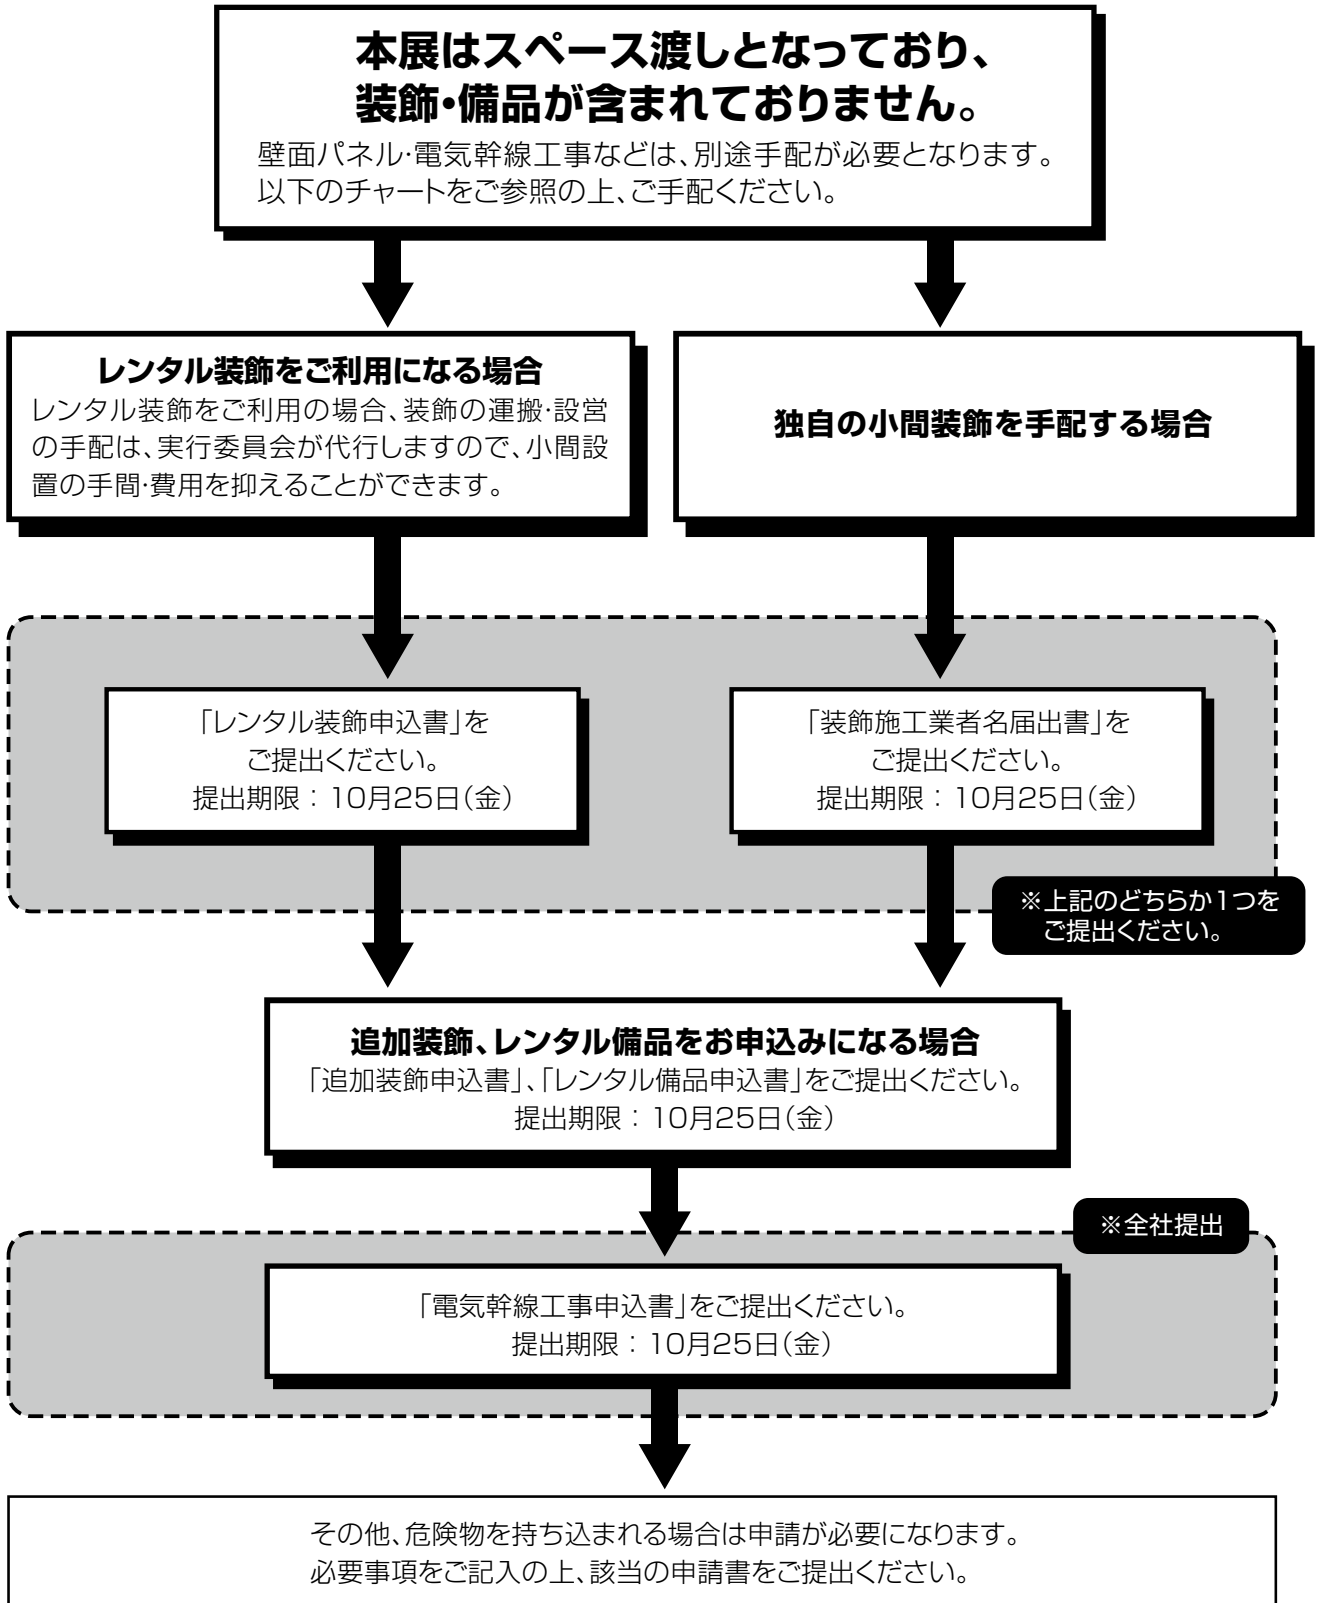 本展はスペース渡しとなっており、
装飾・備品が含まれておりません。
壁面パネル・電気幹線工事などは、別途手配が必要となります。
以下のチャートをご参照の上、ご手配ください。
レンタル装飾をご利用になる場合
レンタル装飾をご利用の場合、装飾の運搬・設営
の手配は、実行委員会が代行しますので、小間設
置の手間・費用を抑えることができます。
独自の小間装飾を手配する場合
「レンタル装飾申込書」を
ご提出ください。
提出期限：10月25日（金）
「装飾施工業者名届出書」を
ご提出ください。
提出期限：10月25日（金）
※上記のどちらか1つを
ご提出ください。
追加装飾、レンタル備品をお申込みになる場合
「追加装飾申込書」、「レンタル備品申込書」をご提出ください。
提出期限：10月25日（金）
※全社提出
「電気幹線工事申込書」をご提出ください。
提出期限：10月25日（金）
その他、危険物を持ち込まれる場合は申請が必要になります。
必要事項をご記入の上、該当の申請書をご提出ください。